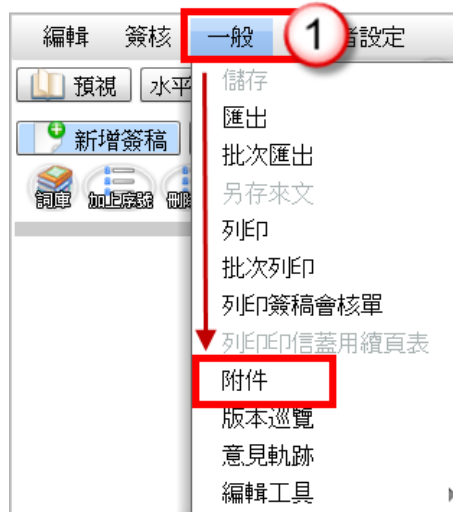 編輯 簽核 一般 1 者設定
預視 水平
新增簽稿
詞庫 加上序號 刪除
儲存
匯出
批次匯出
另存來文
列印
批次列印
列印簽稿會核單
列印印信蓋用續頁表
附件
版本巡覽
意見軌跡
編輯工具